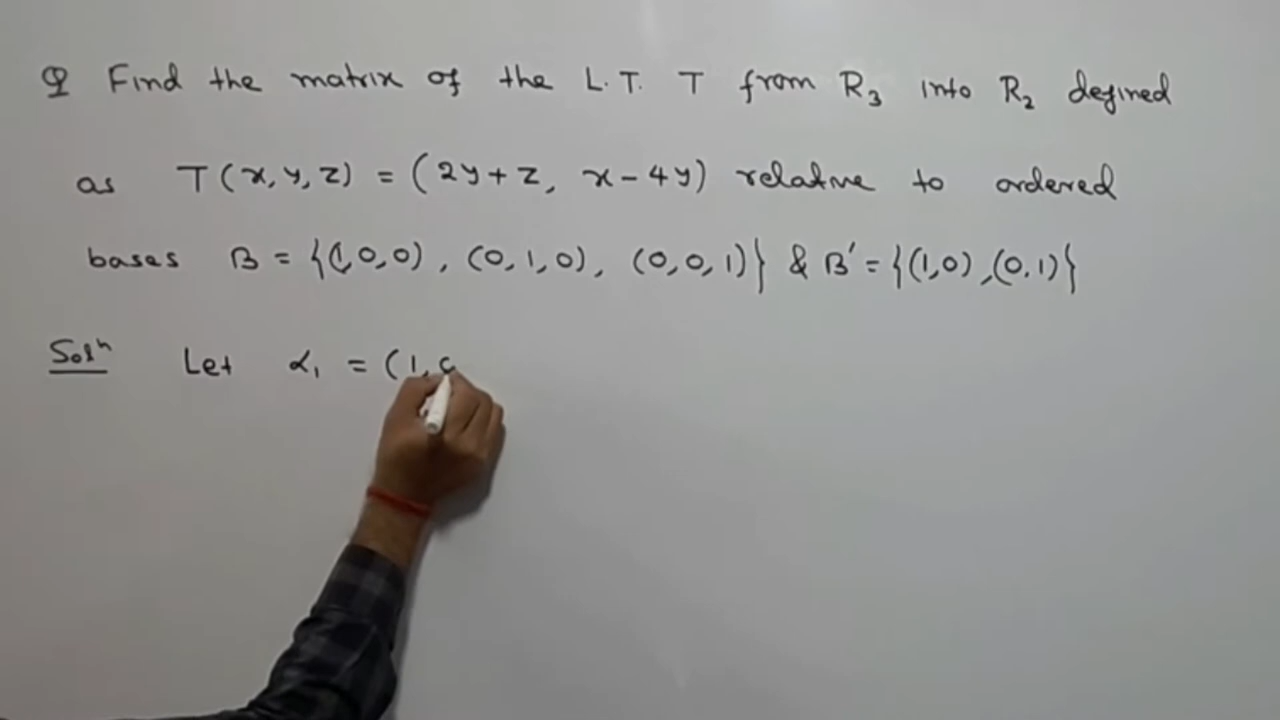 Q Find the matrix of the L.T. T from R₃ into R₂ defined
as T(x, y, z) = (2y+z, x-4y) relative to ordered
bases B = {(1,0,0), (0,1,0), (0,0,1)} & B' = {(1,0),(0,1)}
Solⁿ Let α₁ = (1,